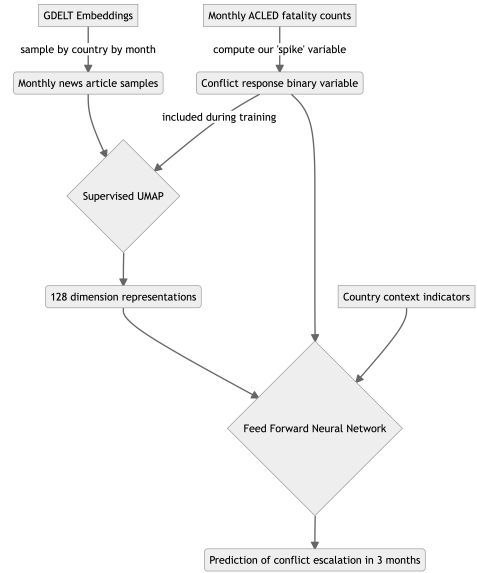 GDELT Embeddings
Monthly ACLED fatality counts
sample by country by month
compute our 'spike' variable
Monthly news article samples
Conflict response binary variable
included during training
Supervised UMAP
128 dimension representations
Country context indicators
Feed Forward Neural Network
Prediction of conflict escalation in 3 months